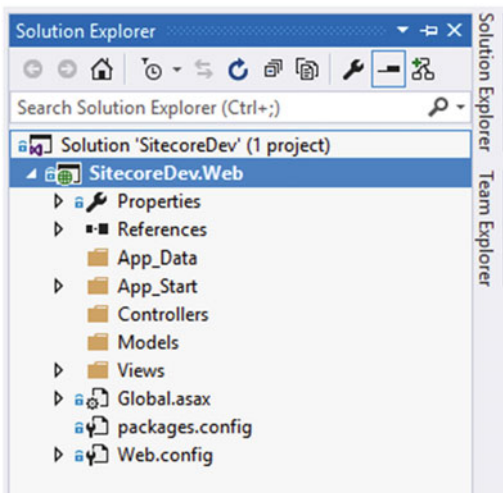 Solution Explorer
Search Solution Explorer (Ctrl+;)
Solution 'SitecoreDev' (1 project)
SitecoreDev.Web
Properties
References
App_Data
App_Start
Controllers
Models
Views
Global.asax
packages.config
Web.config
Solution Explorer
Team Explorer